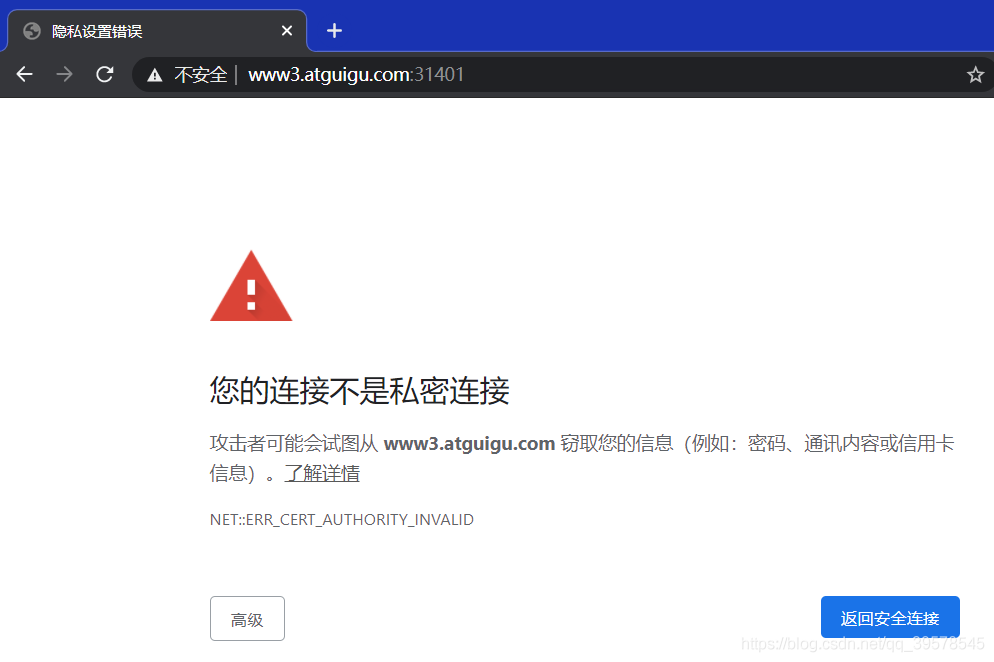 隐私设置错误
不安全 | www3.atguigu.com:31401
您的连接不是私密连接
攻击者可能会试图从 www3.atguigu.com 窃取您的信息（例如：密码、通讯内容或信用卡
信息）。了解详情
NET::ERR_CERT_AUTHORITY_INVALID
高级
返回安全连接
https://blog.csdn.net/qq_39578545